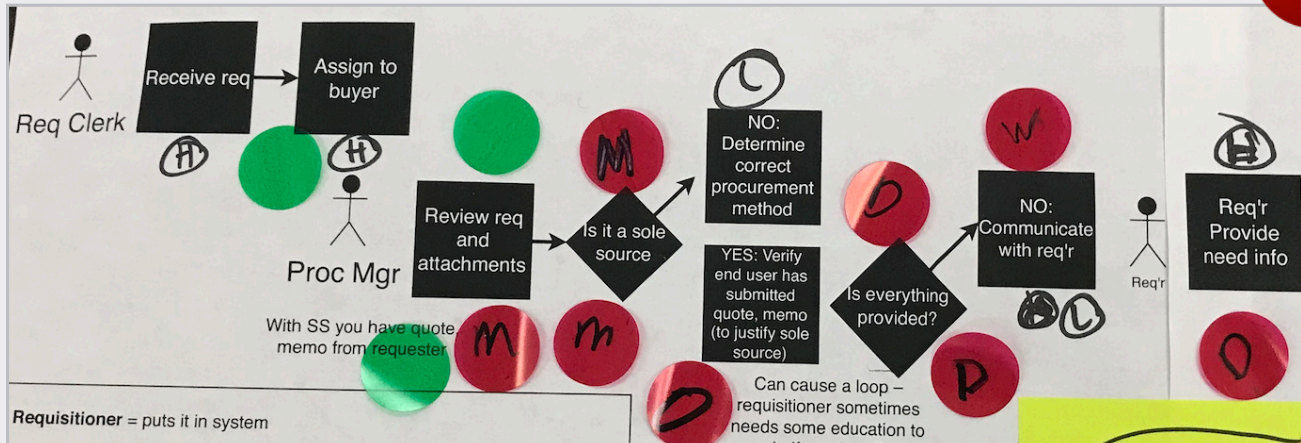 Req Clerk
Receive req
H
Assign to
buyer
H
Proc Mgr
Review req
and
attachments
With SS you have quote,
memo from requester
M
M
M
Is it a sole
source
L
NO:
Determine
correct
procurement
method
YES: Verify
end user has
submitted
quote, memo
(to justify sole
source)
D
D
Is everything
provided?
D
Can cause a loop –
requisitioner sometimes
needs some education to
W
NO:
Communicate
with req'r
L
Req'r
H
Req'r
Provide
need info
D
Requisitioner = puts it in system